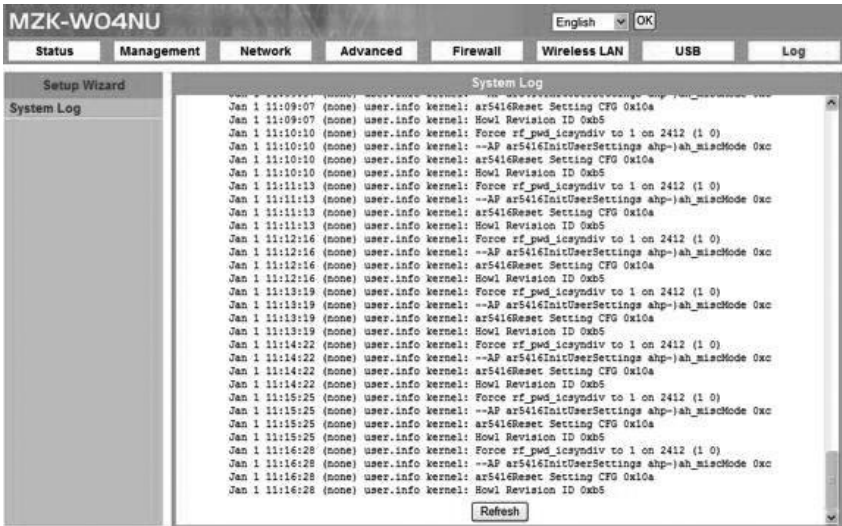 MZK-WO4NU
English OK
Status Management Network Advanced Firewall Wireless LAN USB Log
Setup Wizard
System Log
System Log
Jan 1 11:09:07 (none) user.info kernel: ar5416Reset Setting CFG 0x10a
Jan 1 11:09:07 (none) user.info kernel: Howl Revision ID 0xb5
Jan 1 11:10:10 (none) user.info kernel: Force rf_pwd_icsyndiv to 1 on 2412 (1 0)
Jan 1 11:10:10 (none) user.info kernel: --AP ar5416InitUserSettings ahp-)ah_miscMode 0xc
Jan 1 11:10:10 (none) user.info kernel: ar5416Reset Setting CFG 0x10a
Jan 1 11:10:10 (none) user.info kernel: Howl Revision ID 0xb5
Jan 1 11:11:13 (none) user.info kernel: Force rf_pwd_icsyndiv to 1 on 2412 (1 0)
Jan 1 11:11:13 (none) user.info kernel: --AP ar5416InitUserSettings ahp-)ah_miscMode 0xc
Jan 1 11:11:13 (none) user.info kernel: ar5416Reset Setting CFG 0x10a
Jan 1 11:11:13 (none) user.info kernel: Howl Revision ID 0xb5
Jan 1 11:12:16 (none) user.info kernel: Force rf_pwd_icsyndiv to 1 on 2412 (1 0)
Jan 1 11:12:16 (none) user.info kernel: --AP ar5416InitUserSettings ahp-)ah_miscMode 0xc
Jan 1 11:12:16 (none) user.info kernel: ar5416Reset Setting CFG 0x10a
Jan 1 11:12:16 (none) user.info kernel: Howl Revision ID 0xb5
Jan 1 11:13:19 (none) user.info kernel: Force rf_pwd_icsyndiv to 1 on 2412 (1 0)
Jan 1 11:13:19 (none) user.info kernel: --AP ar5416InitUserSettings ahp-)ah_miscMode 0xc
Jan 1 11:13:19 (none) user.info kernel: ar5416Reset Setting CFG 0x10a
Jan 1 11:13:19 (none) user.info kernel: Howl Revision ID 0xb5
Jan 1 11:14:22 (none) user.info kernel: Force rf_pwd_icsyndiv to 1 on 2412 (1 0)
Jan 1 11:14:22 (none) user.info kernel: --AP ar5416InitUserSettings ahp-)ah_miscMode 0xc
Jan 1 11:14:22 (none) user.info kernel: ar5416Reset Setting CFG 0x10a
Jan 1 11:14:22 (none) user.info kernel: Howl Revision ID 0xb5
Jan 1 11:15:25 (none) user.info kernel: Force rf_pwd_icsyndiv to 1 on 2412 (1 0)
Jan 1 11:15:25 (none) user.info kernel: --AP ar5416InitUserSettings ahp-)ah_miscMode 0xc
Jan 1 11:15:25 (none) user.info kernel: ar5416Reset Setting CFG 0x10a
Jan 1 11:15:25 (none) user.info kernel: Howl Revision ID 0xb5
Jan 1 11:16:28 (none) user.info kernel: Force rf_pwd_icsyndiv to 1 on 2412 (1 0)
Jan 1 11:16:28 (none) user.info kernel: --AP ar5416InitUserSettings ahp-)ah_miscMode 0xc
Jan 1 11:16:28 (none) user.info kernel: ar5416Reset Setting CFG 0x10a
Jan 1 11:16:28 (none) user.info kernel: Howl Revision ID 0xb5
Refresh